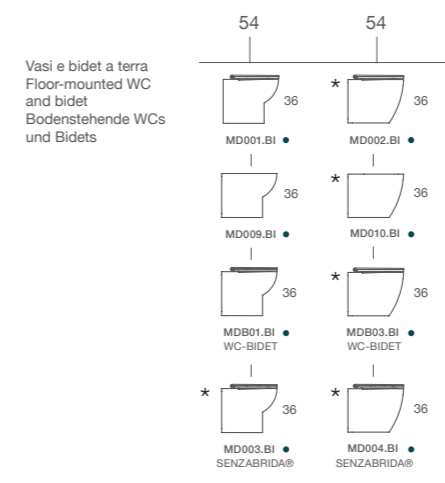 54 54
Vasi e bidet a terra
Floor-mounted WC
and bidet
Bodenstehende WCs
und Bidets
36 * 36
MD001.BI ● MD002.BI ●
36 * 36
MD009.BI ● MD010.BI ●
36 * 36
MDB01.BI ● MDB03.BI ●
WC-BIDET WC-BIDET
* 36 * 36
MD003.BI ● MD004.BI ●
SENZABRIDA® SENZABRIDA®